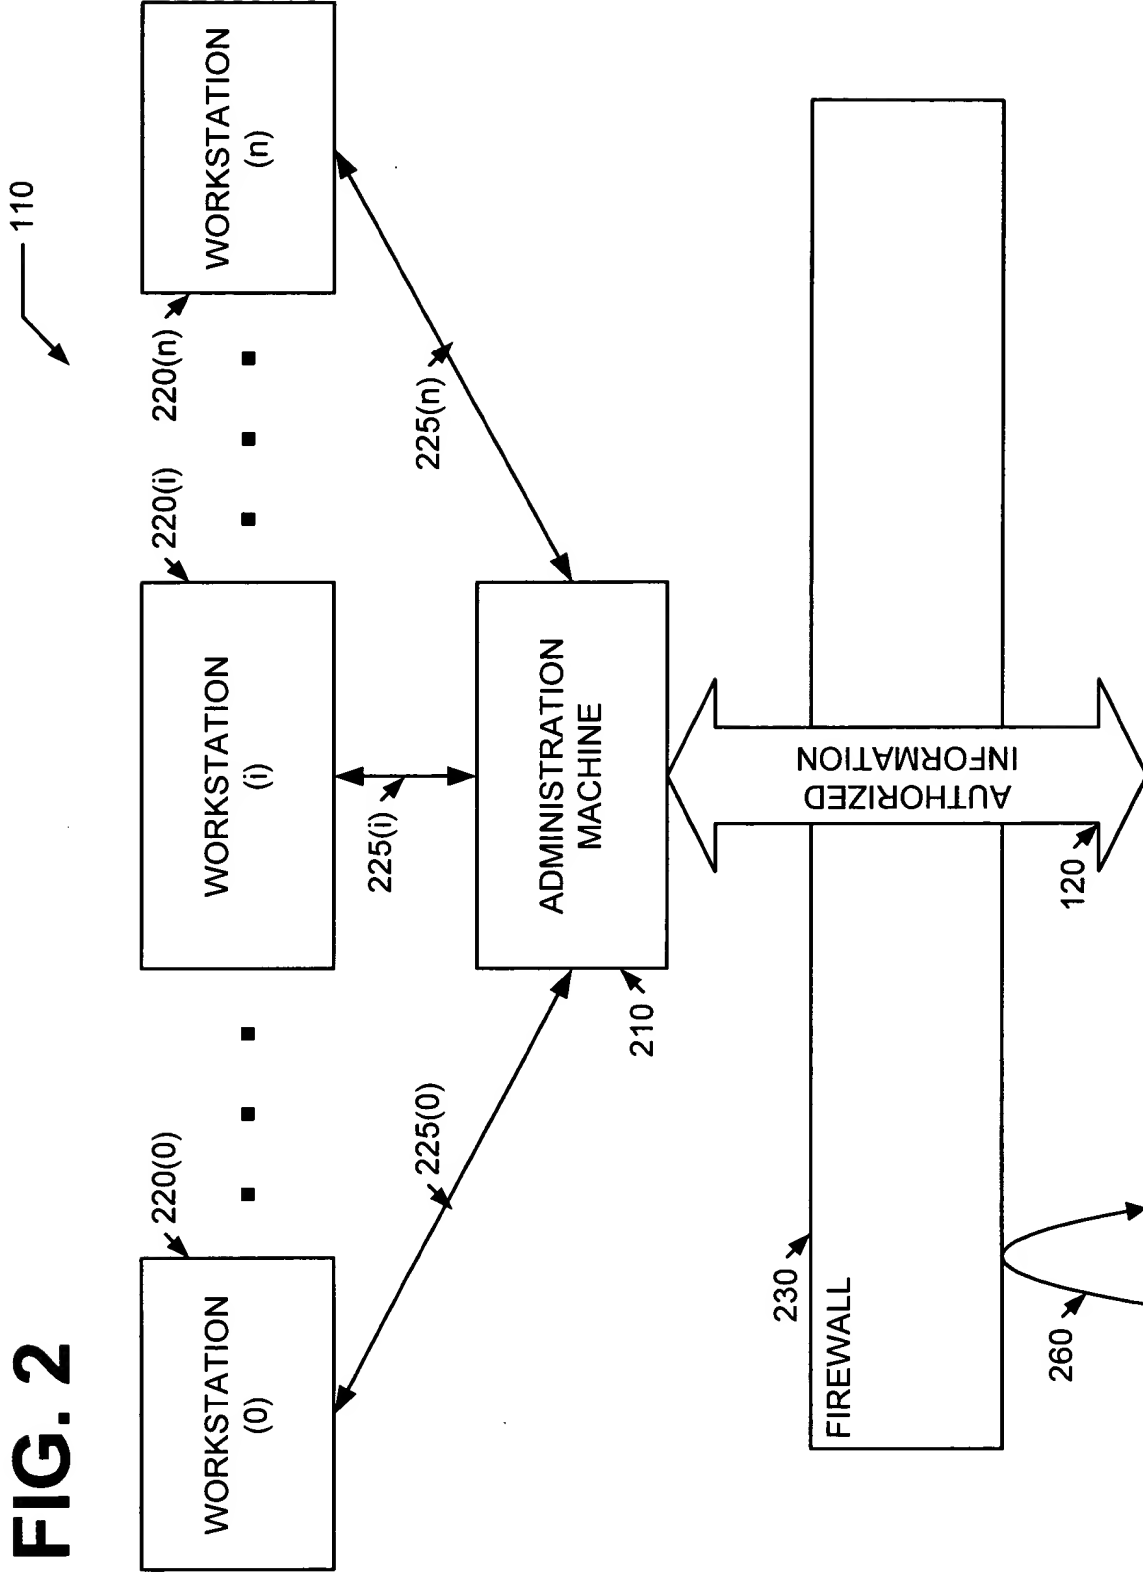 FIG. 2
110
WORKSTATION
(0)
220(0)
WORKSTATION
(i)
220(i)
220(n)
WORKSTATION
(n)
225(0)
225(i)
225(n)
ADMINISTRATION
MACHINE
210
230
FIREWALL
AUTHORIZED
INFORMATION
120
260